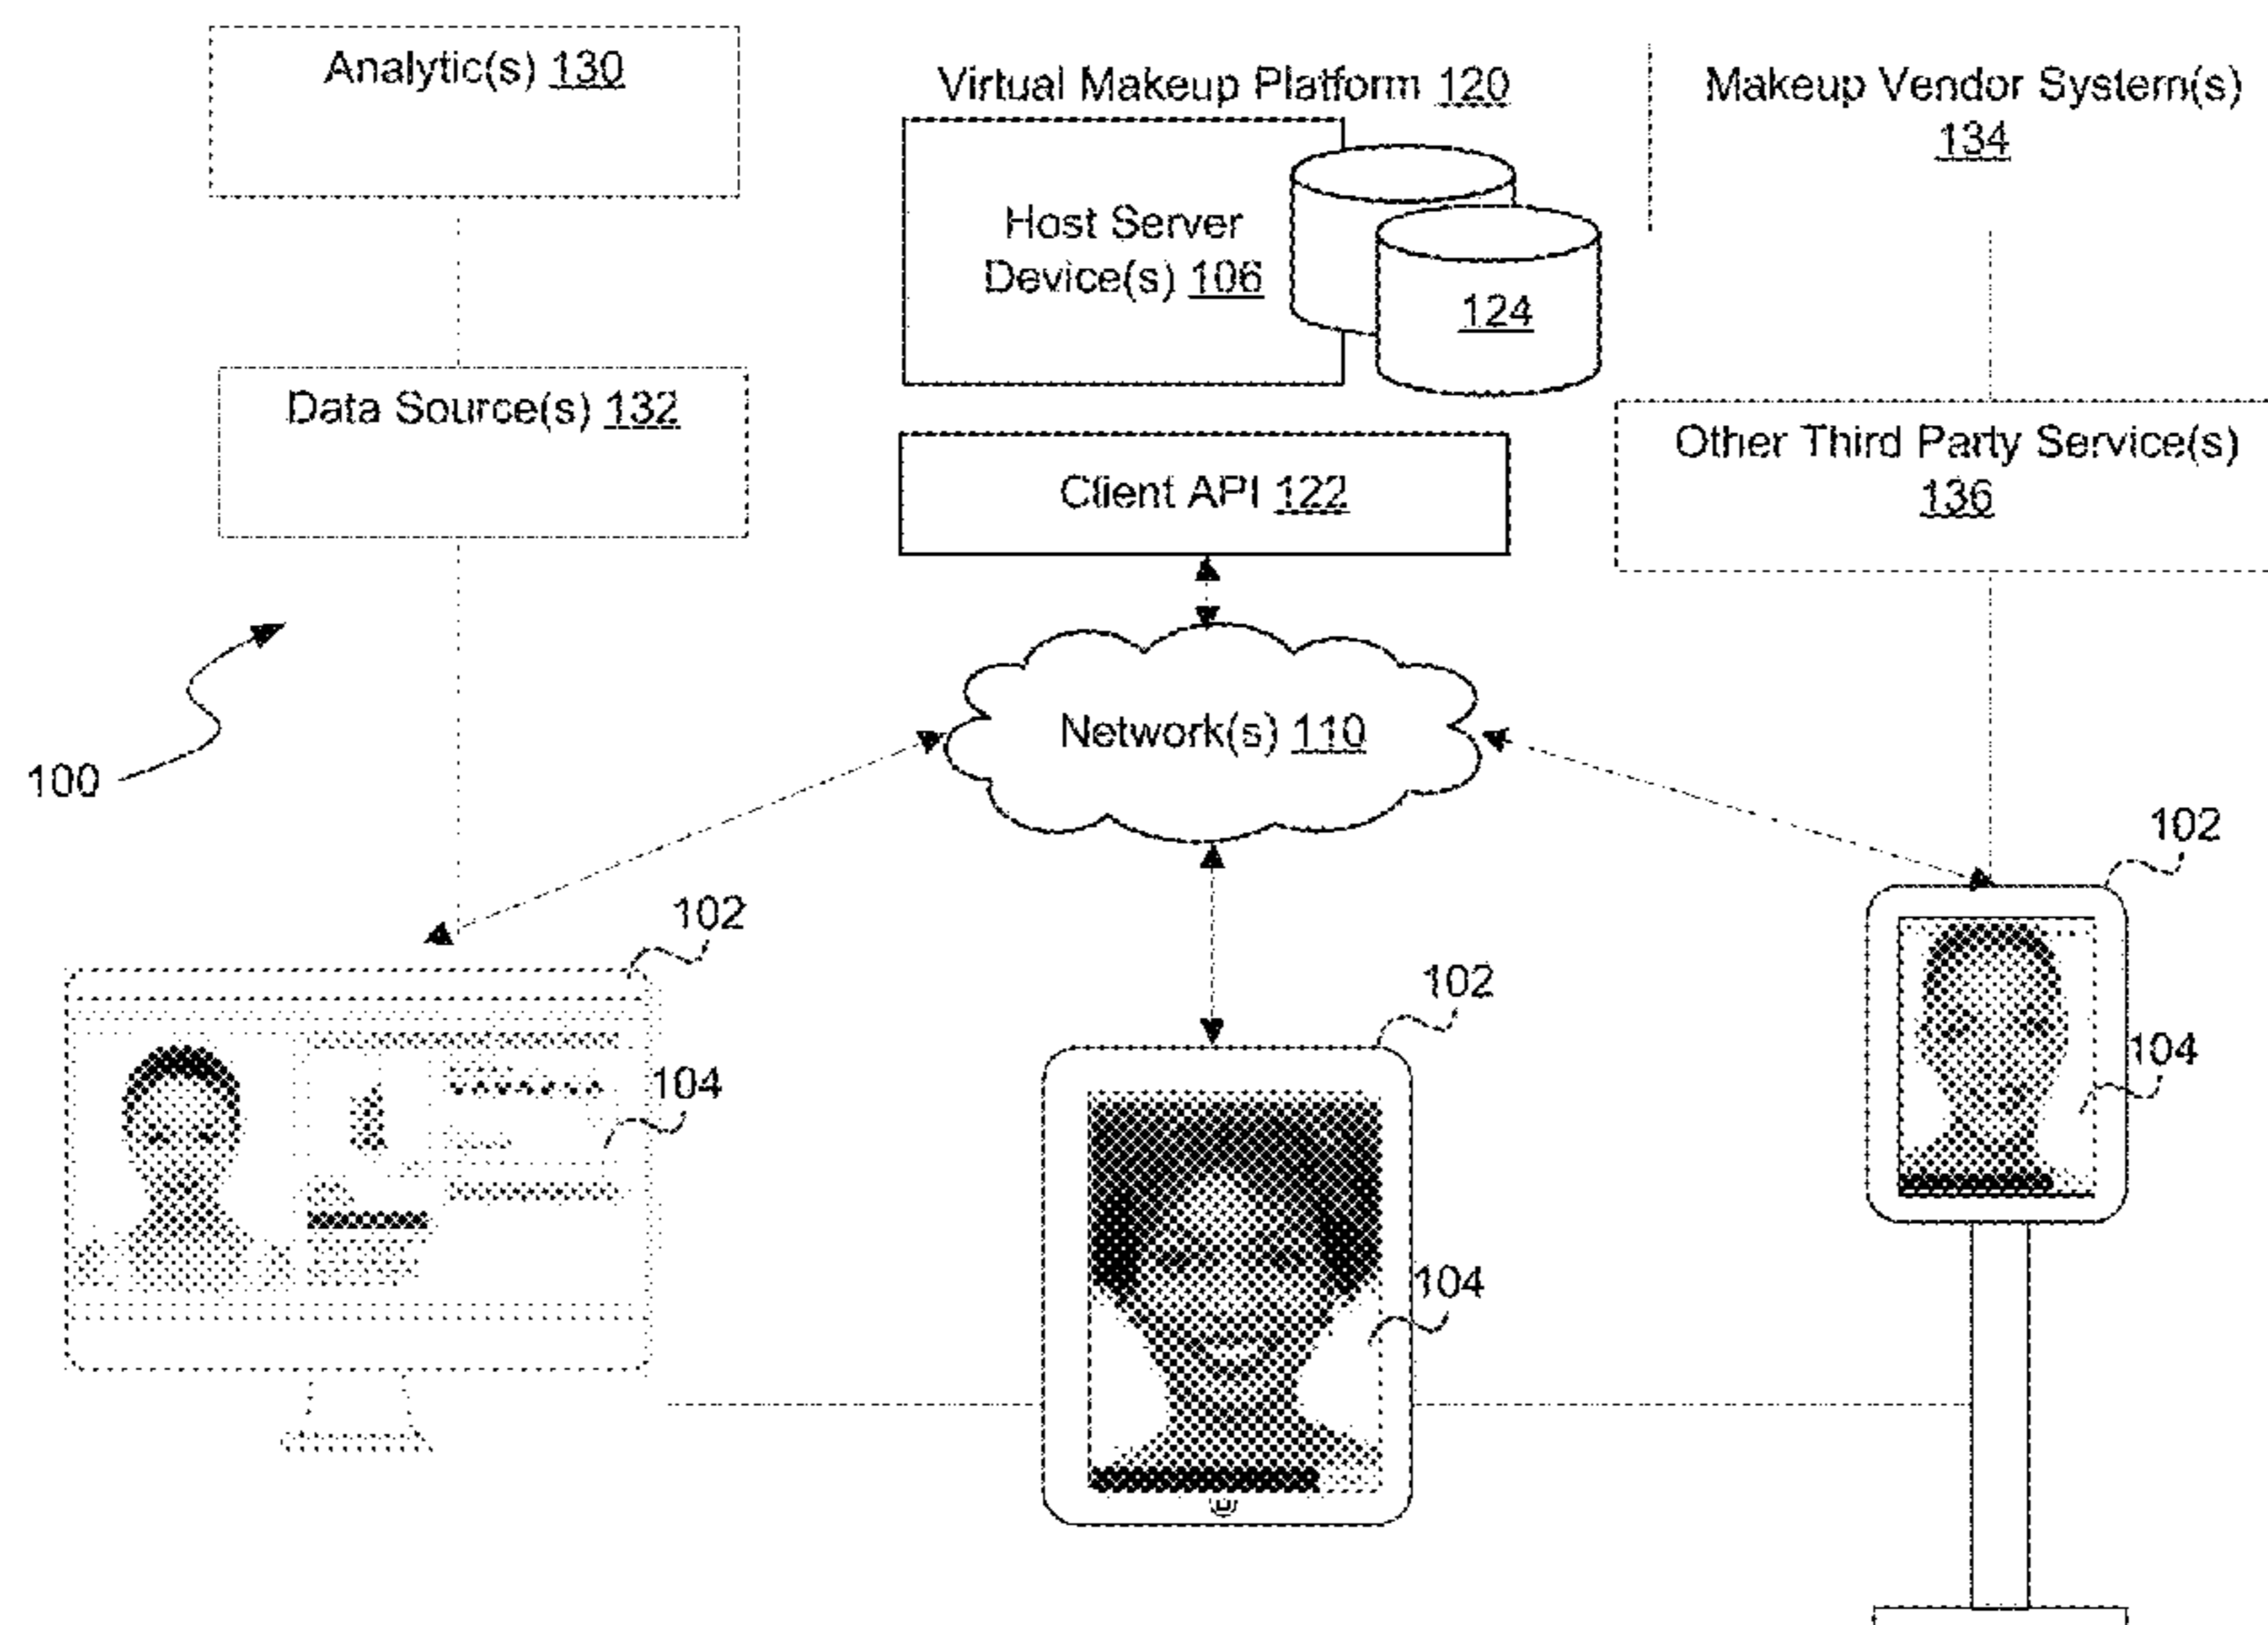 Analytic(s) 130
Virtual Makeup Platform 120
Makeup Vendor System(s)
134
Host Server
Device(s) 106
124
Data Source(s) 132
Other Third Party Service(s)
136
Client API 122
Network(s) 110
100
102
102
102
104
104
104